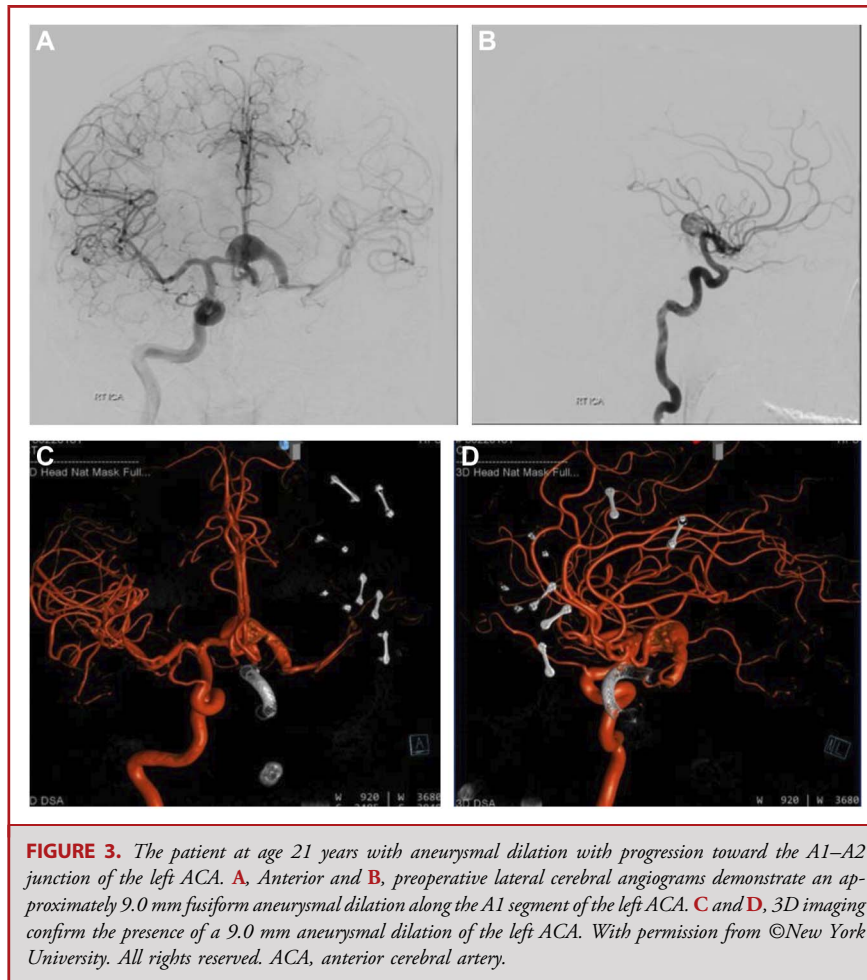 A
B
RT ICA
RT ICA
C
D Head Nat Mask Full...
D
3D Head Nat Mask Full...
A
W 920 W 3680
D DSA
3D DSA
W 920 W 3680
FIGURE 3. The patient at age 21 years with aneurysmal dilation with progression toward the A1–A2
junction of the left ACA. A, Anterior and B, preoperative lateral cerebral angiograms demonstrate an ap-
proximately 9.0 mm fusiform aneurysmal dilation along the A1 segment of the left ACA. C and D, 3D imaging
confirm the presence of a 9.0 mm aneurysmal dilation of the left ACA. With permission from ©New York
University. All rights reserved. ACA, anterior cerebral artery.